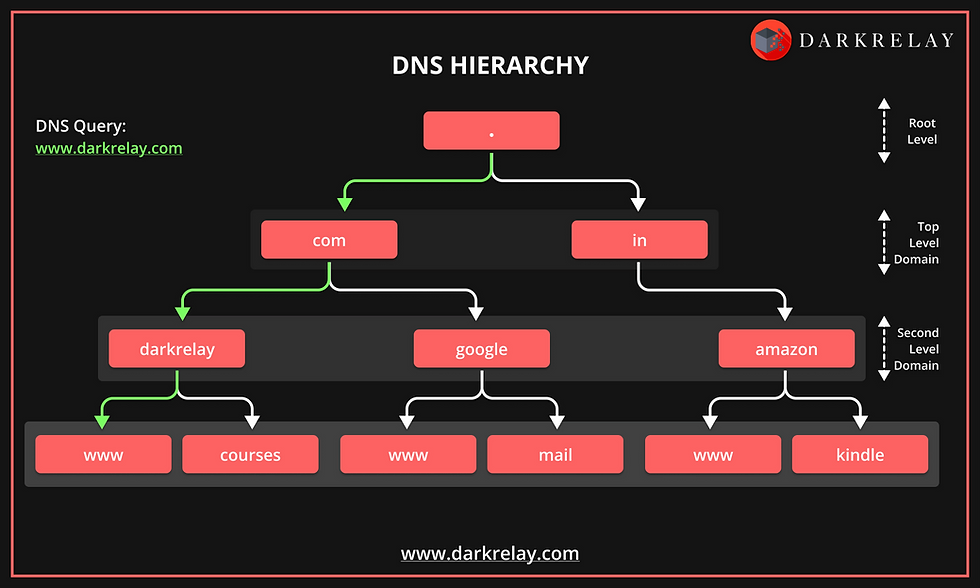 DARKRELAY
DNS HIERARCHY
DNS Query:
www.darkrelay.com
.
Root
Level
com
in
Top
Level
Domain
darkrelay
google
amazon
Second
Level
Domain
www
courses
www
mail
www
kindle
www.darkrelay.com